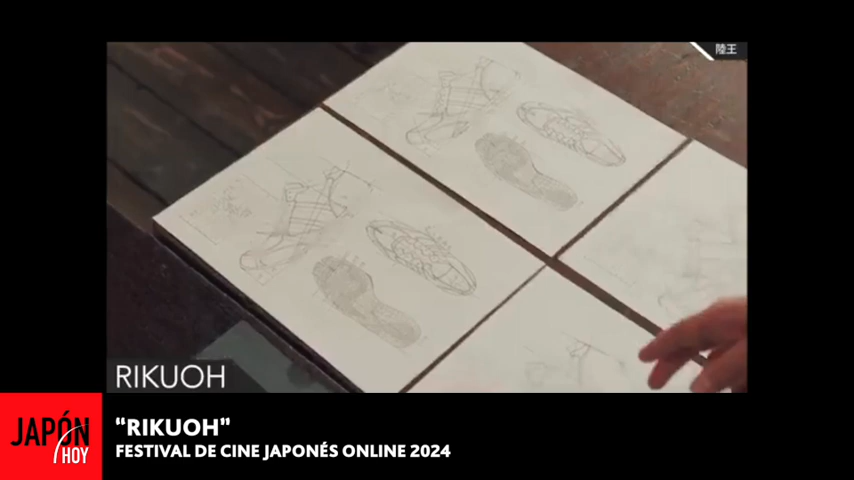 陸王
RIKUOH
JAPÓN
HOY
“RIKUOH”
FESTIVAL DE CINE JAPONÉS ONLINE 2024